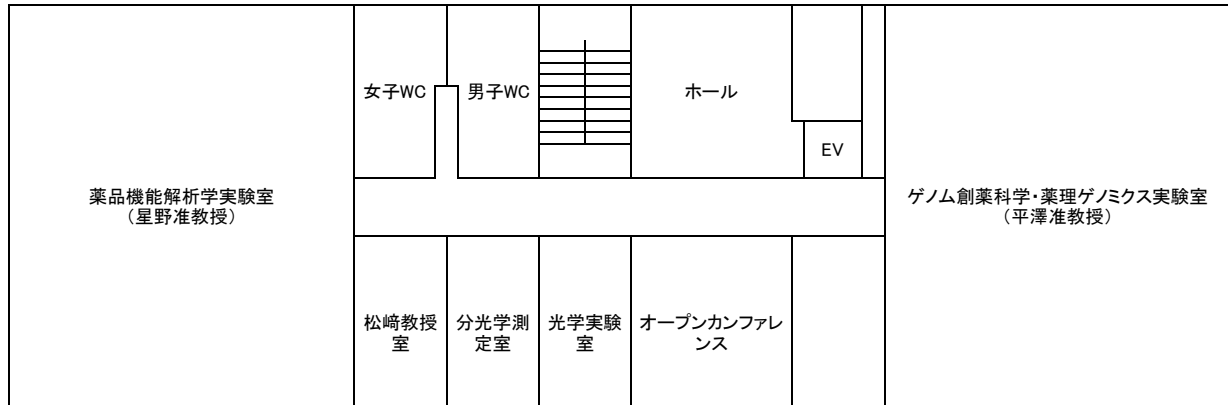 女子WC
男子WC
ホール
EV
薬品機能解析学実験室
（星野准教授）
ゲノム創薬科学・薬理ゲノミクス実験室
（平澤准教授）
松﨑教授
室
分光学測
定室
光学実験
室
オープンカンファレ
ンス